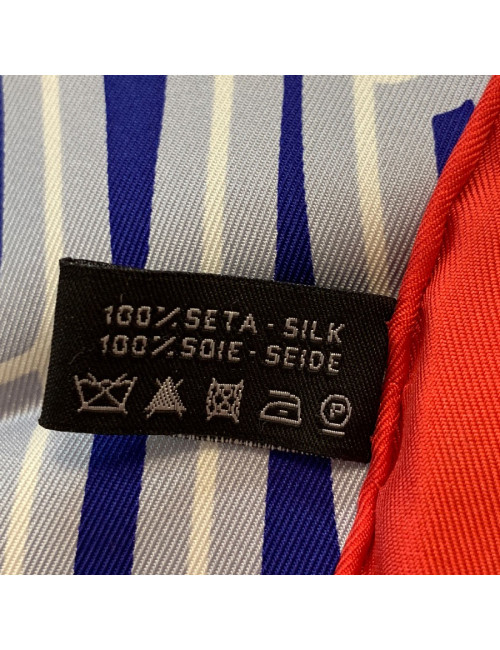 100% SETA - SILK
100% SOIE - SEIDE
P